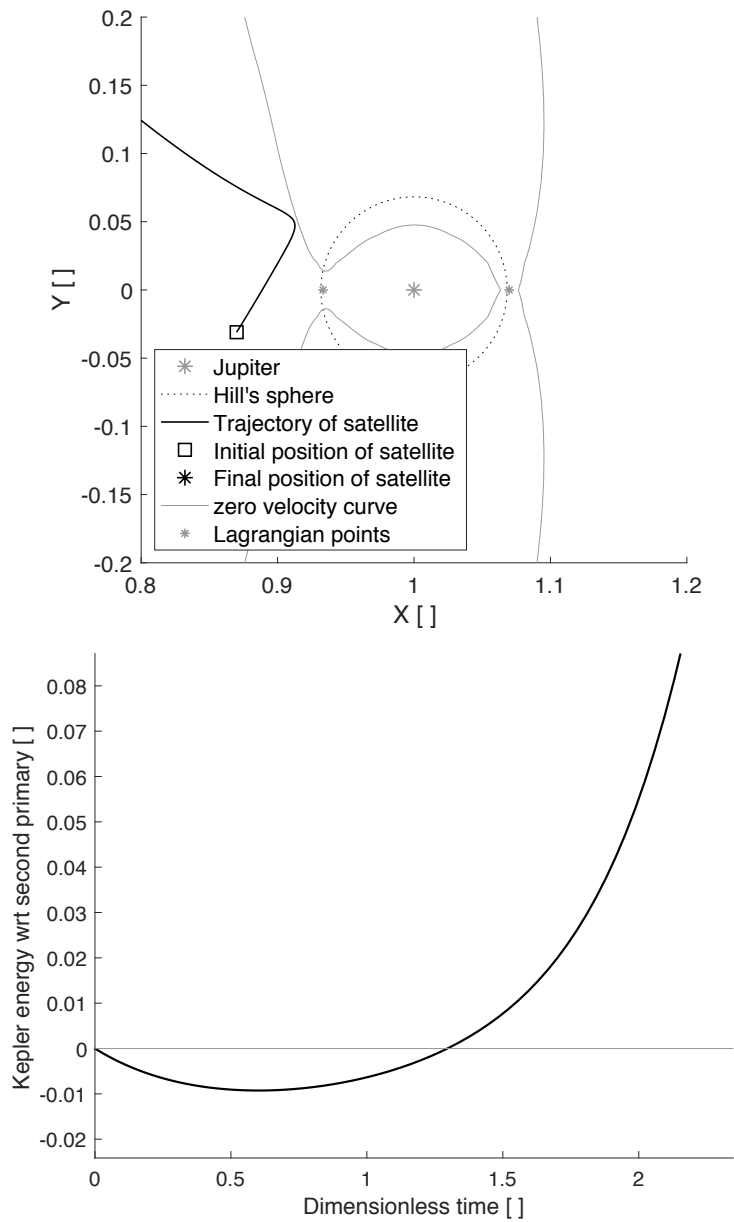 0.2
0.15
0.1
0.05
0
-0.05
-0.1
-0.15
-0.2
Y [ ]
Jupiter
Hill's sphere
Trajectory of satellite
Initial position of satellite
Final position of satellite
zero velocity curve
Lagrangian points
0.8 0.9 1 1.1 1.2
X [ ]
Kepler energy wrt second primary [ ]
0.08
0.07
0.06
0.05
0.04
0.03
0.02
0.01
0
-0.01
-0.02
0 0.5 1 1.5 2
Dimensionless time [ ]